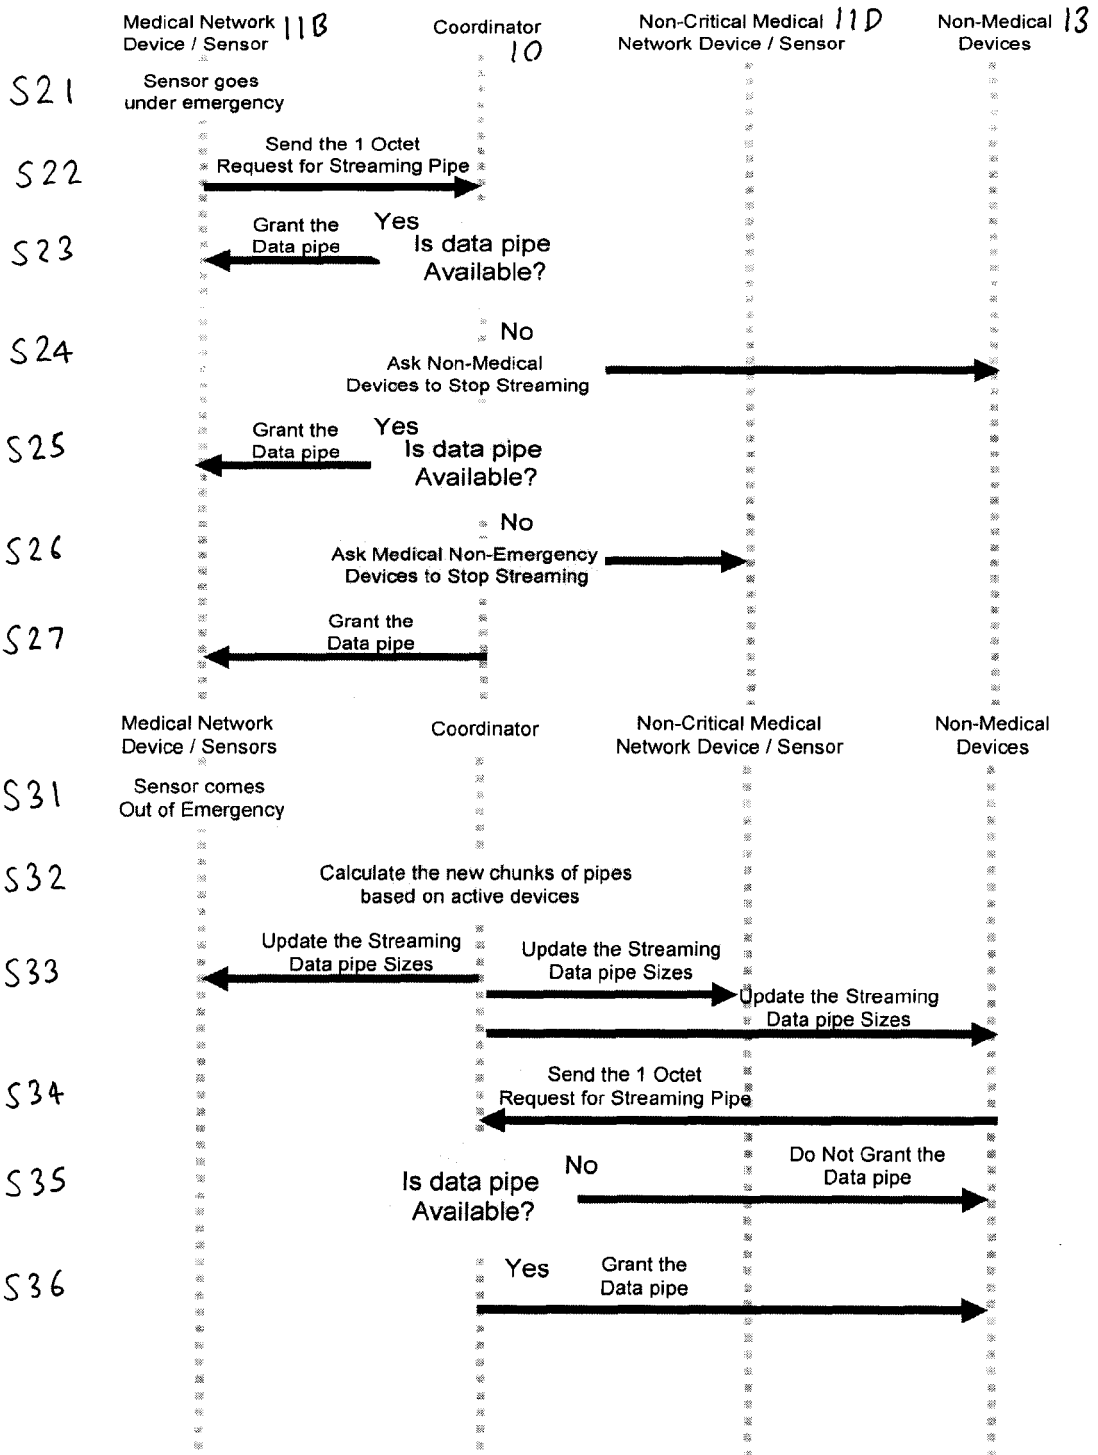 Medical Network 11B
Device / Sensor
Coordinator
10
Non-Critical Medical 11D
Network Device / Sensor
Non-Medical 13
Devices
S21
Sensor goes
under emergency
S22
Send the 1 Octet
Request for Streaming Pipe
S23
Grant the
Data pipe
Yes
Is data pipe
Available?
No
S24
Ask Non-Medical
Devices to Stop Streaming
S25
Grant the
Data pipe
Yes
Is data pipe
Available?
No
S26
Ask Medical Non-Emergency
Devices to Stop Streaming
S27
Grant the
Data pipe
Medical Network
Device / Sensors
Coordinator
Non-Critical Medical
Network Device / Sensor
Non-Medical
Devices
S31
Sensor comes
Out of Emergency
S32
Calculate the new chunks of pipes
based on active devices
S33
Update the Streaming
Data pipe Sizes
Update the Streaming
Data pipe Sizes
Update the Streaming
Data pipe Sizes
S34
Send the 1 Octet
Request for Streaming Pipe
S35
Is data pipe
Available?
No
Do Not Grant the
Data pipe
S36
Yes
Grant the
Data pipe